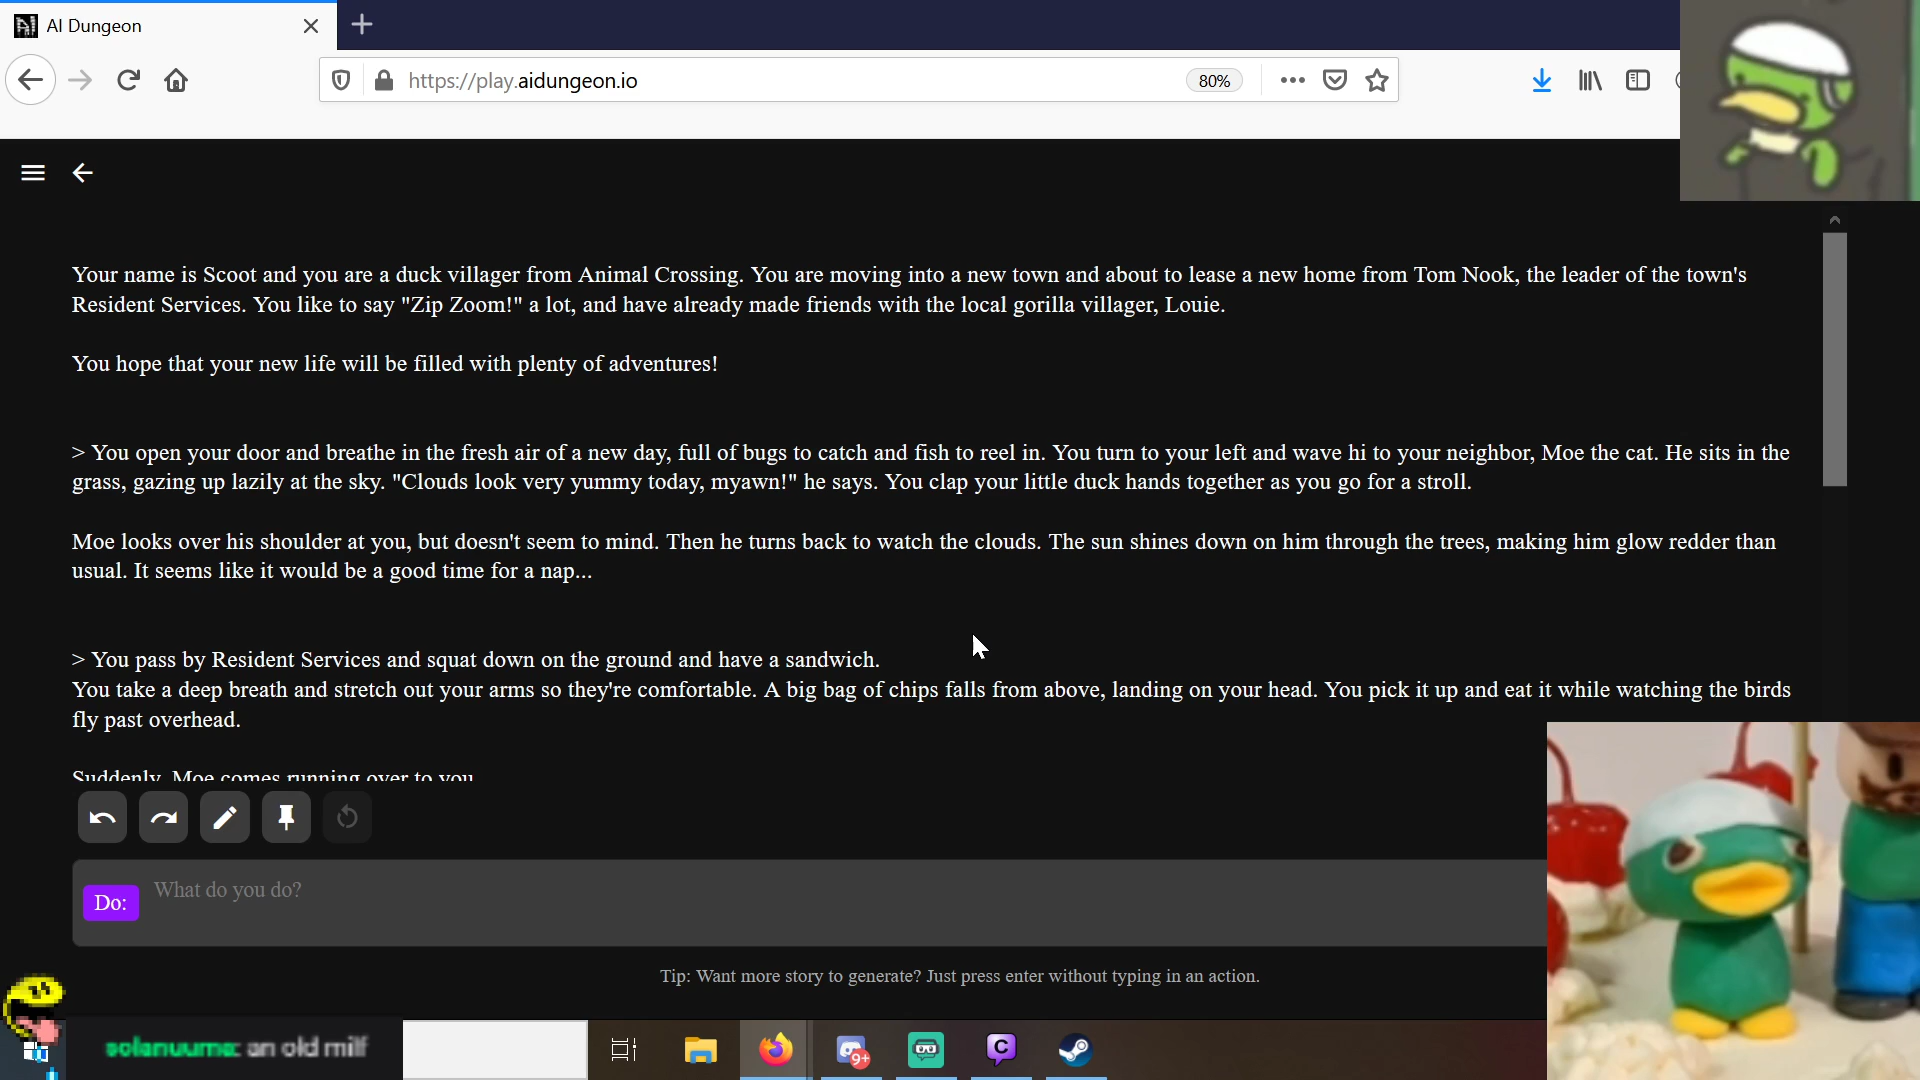 AI Dungeon
https://play.aidungeon.io
80%
Your name is Scoot and you are a duck villager from Animal Crossing. You are moving into a new town and about to lease a new home from Tom Nook, the leader of the town's
Resident Services. You like to say "Zip Zoom!" a lot, and have already made friends with the local gorilla villager, Louie.
You hope that your new life will be filled with plenty of adventures!
> You open your door and breathe in the fresh air of a new day, full of bugs to catch and fish to reel in. You turn to your left and wave hi to your neighbor, Moe the cat. He sits in the
grass, gazing up lazily at the sky. "Clouds look very yummy today, myawn!" he says. You clap your little duck hands together as you go for a stroll.
Moe looks over his shoulder at you, but doesn't seem to mind. Then he turns back to watch the clouds. The sun shines down on him through the trees, making him glow redder than
usual. It seems like it would be a good time for a nap...
> You pass by Resident Services and squat down on the ground and have a sandwich.
You take a deep breath and stretch out your arms so they're comfortable. A big bag of chips falls from above, landing on your head. You pick it up and eat it while watching the birds
fly past overhead.
Suddenly, Moe comes running over to you
Do:
What do you do?
Tip: Want more story to generate? Just press enter without typing in an action.
solanuuma: an old milf
9+